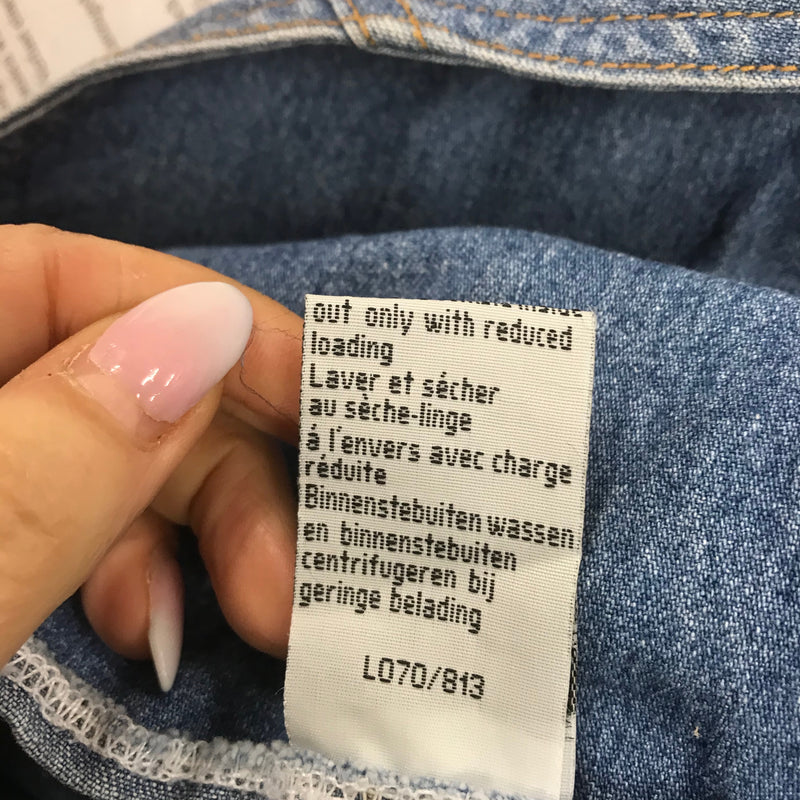 out only with reduced
loading
Laver et sécher
au sèche-linge
á l'envers avec charge
réduite
Binnenstebuiten wassen
en binnenstebuiten
centrifugeren bij
geringe belading
L070/813